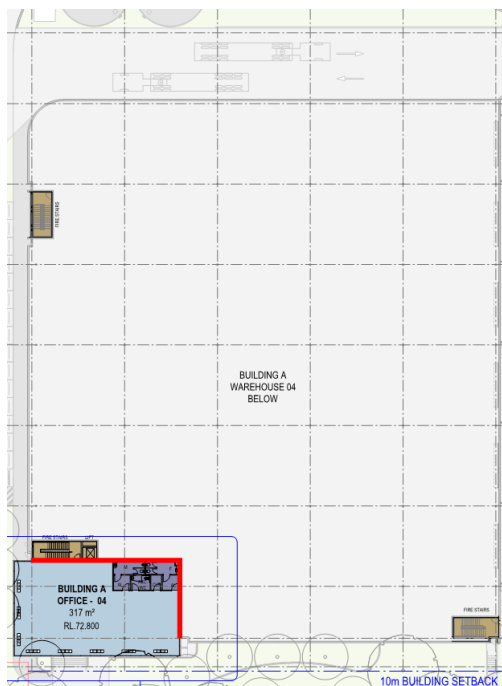 FIRE STAIRS
BUILDING A
WAREHOUSE 04
BELOW
FIRE STAIRS
LIFT
BUILDING A
OFFICE - 04
317 m²
RL.72.800
FIRE STAIRS
10m BUILDING SETBACK